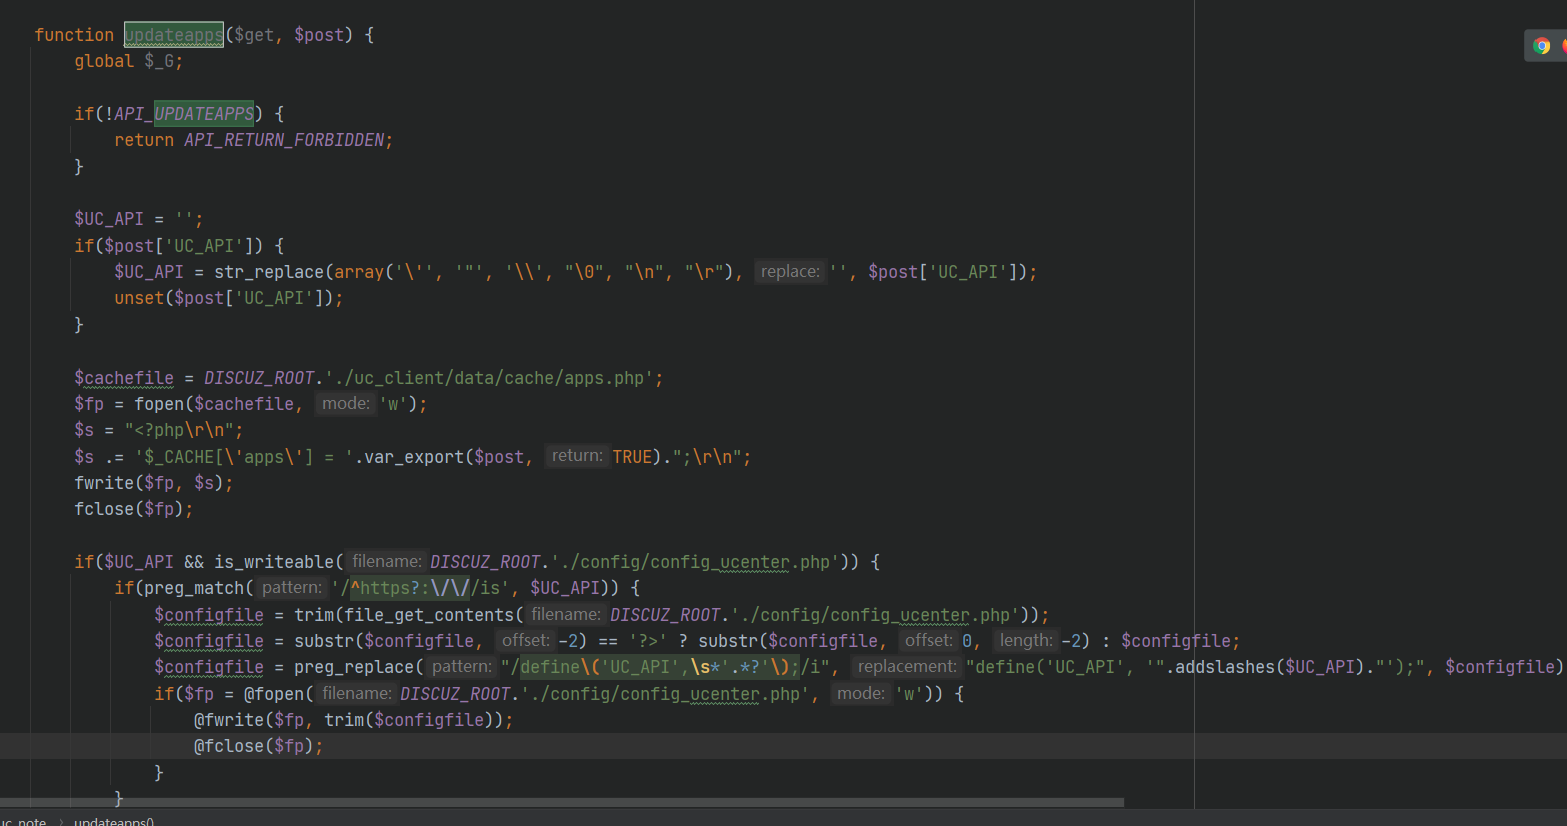 function updateapps($get, $post) {
global $_G;
if(!API_UPDATEAPPS) {
return API_RETURN_FORBIDDEN;
}
$UC_API = '';
if($post['UC_API']) {
$UC_API = str_replace(array('\'', '"', '\\', "\0", "\n", "\r"), replace: '', $post['UC_API']);
unset($post['UC_API']);
}
$cachefile = DISCUZ_ROOT.'./uc_client/data/cache/apps.php';
$fp = fopen($cachefile, mode: 'w');
$s = "<?php\r\n";
$s .= '$_CACHE[\'apps\'] = '.var_export($post, return: TRUE).";\r\n";
fwrite($fp, $s);
fclose($fp);
if($UC_API && is_writeable( filename: DISCUZ_ROOT.'./config/config_ucenter.php')) {
if(preg_match( pattern: '/^https?:\/\//is', $UC_API)) {
$configfile = trim(file_get_contents( filename: DISCUZ_ROOT.'./config/config_ucenter.php'));
$configfile = substr($configfile, offset: -2) == '?>' ? substr($configfile, offset: 0, length: -2) : $configfile;
$configfile = preg_replace( pattern: "/define\('UC_API',\s*'.*?'\);/i", replacement: "define('UC_API', '".addslashes($UC_API)."');", $configfile)
if($fp = @fopen( filename: DISCUZ_ROOT.'./config/config_ucenter.php', mode: 'w')) {
@fwrite($fp, trim($configfile));
@fclose($fp);
}
}
uc_note › updateapps()